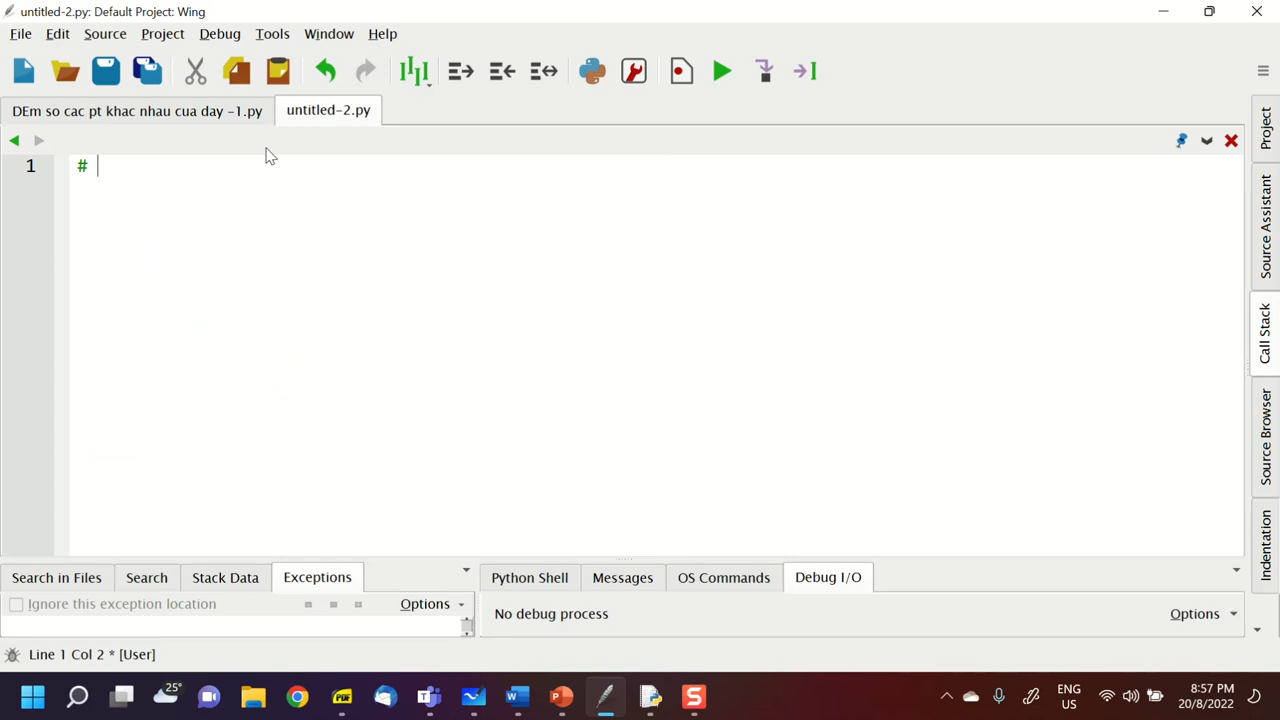 untitled-2.py: Default Project: Wing
File Edit Source Project Debug Tools Window Help
DEm so cac pt khac nhau cua day -1.py untitled-2.py
1 #
Project
Source Assistant
Call Stack
Source Browser
Indentation
Search in Files Search Stack Data Exceptions
Python Shell Messages OS Commands Debug I/O
Ignore this exception location Options
No debug process Options
Line 1 Col 2 * [User]
25°
PDF
ENG
US
8:57 PM
20/8/2022